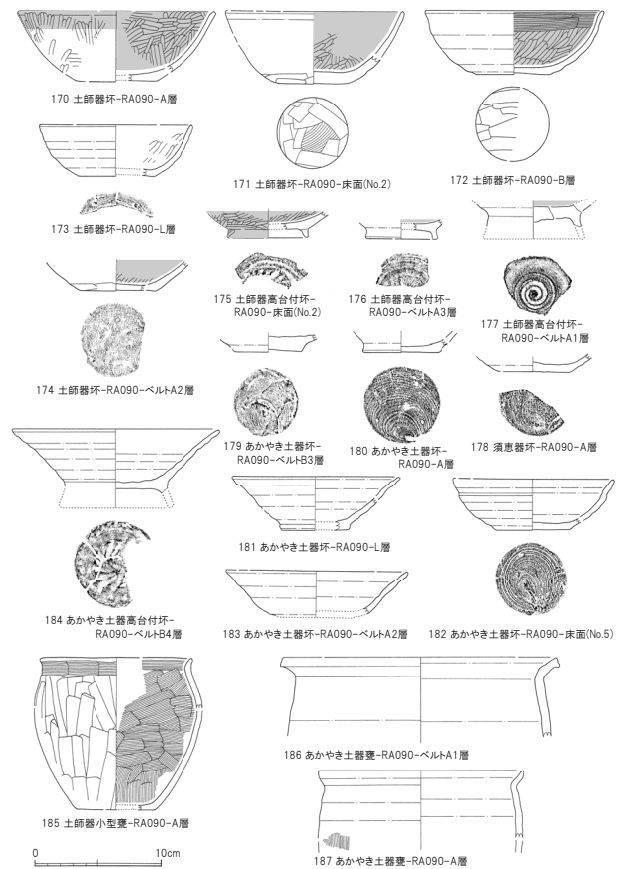 170 土師器坏-RA090-A層
171 土師器坏-RA090-床面(No.2)
172 土師器坏-RA090-B層
173 土師器坏-RA090-L層
174 土師器坏-RA090-ベルトA2層
175 土師器高台付坏-
RA090-床面(No.2)
176 土師器高台付坏-
RA090-ベルトA3層
177 土師器高台付坏-
RA090-ベルトA1層
179 あかやき土器坏-
RA090-ベルトB3層
180 あかやき土器坏-
RA090-A層
178 須恵器坏-RA090-A層
181 あかやき土器坏-RA090-L層
184 あかやき土器高台付坏-
RA090-ベルトB4層
183 あかやき土器坏-RA090-ベルトA2層
182 あかやき土器坏-RA090-床面(No.5)
185 土師器小型甕-RA090-A層
186 あかやき土器甕-RA090-ベルトA1層
187 あかやき土器甕-RA090-A層
0 10cm